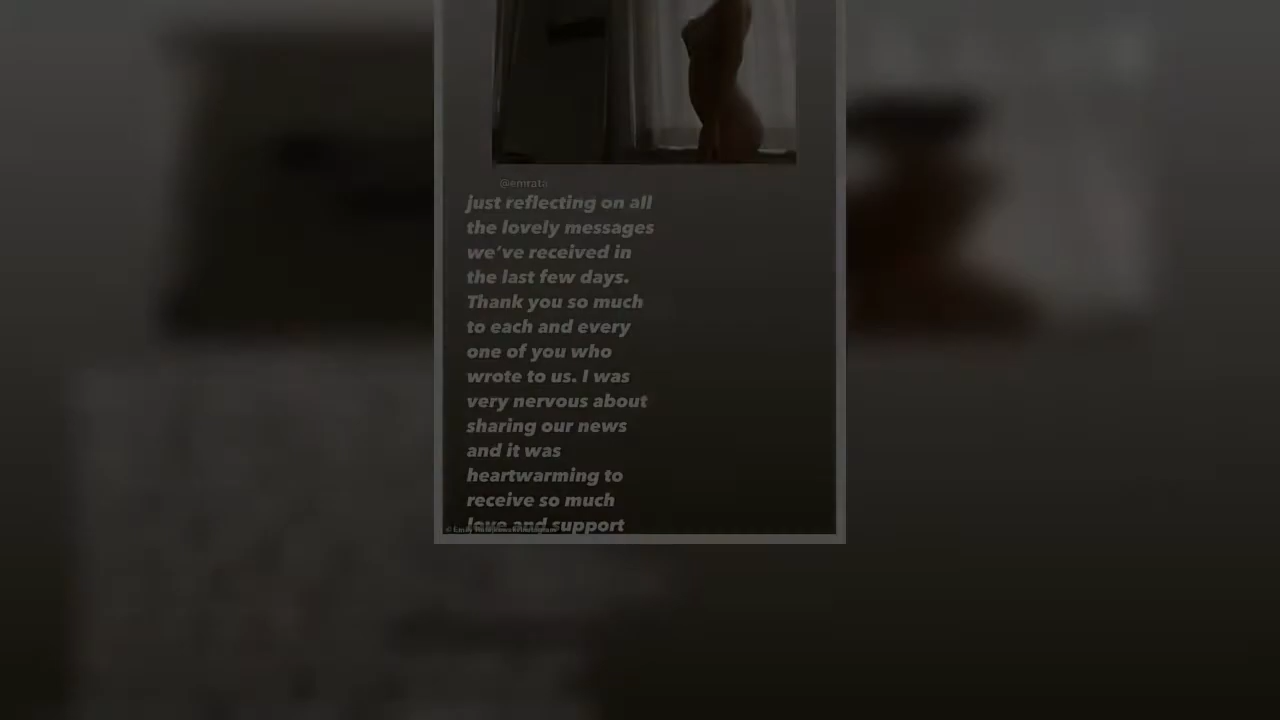 @emrata
just reflecting on all
the lovely messages
we've received in
the last few days.
Thank you so much
to each and every
one of you who
wrote to us. I was
very nervous about
sharing our news
and it was
heartwarming to
receive so much
love and support
© Emily